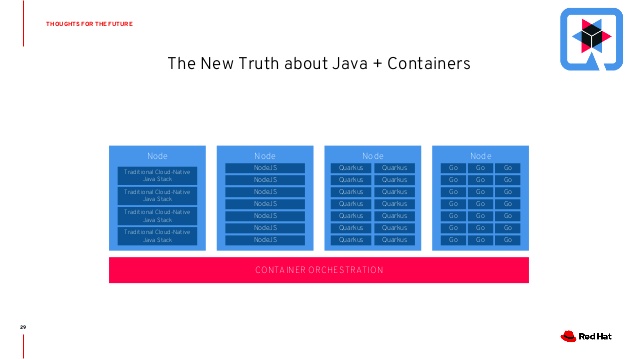 THOUGHTS FOR THE FUTURE
The New Truth about Java + Containers
Node
Traditional Cloud-Native
Java Stack
Traditional Cloud-Native
Java Stack
Traditional Cloud-Native
Java Stack
Traditional Cloud-Native
Java Stack
Node
NodeJS
NodeJS
NodeJS
NodeJS
NodeJS
NodeJS
NodeJS
Node
Quarkus Quarkus
Quarkus Quarkus
Quarkus Quarkus
Quarkus Quarkus
Quarkus Quarkus
Quarkus Quarkus
Quarkus Quarkus
Node
Go Go Go
Go Go Go
Go Go Go
Go Go Go
Go Go Go
Go Go Go
Go Go Go
CONTAINER ORCHESTRATION
29
Red Hat